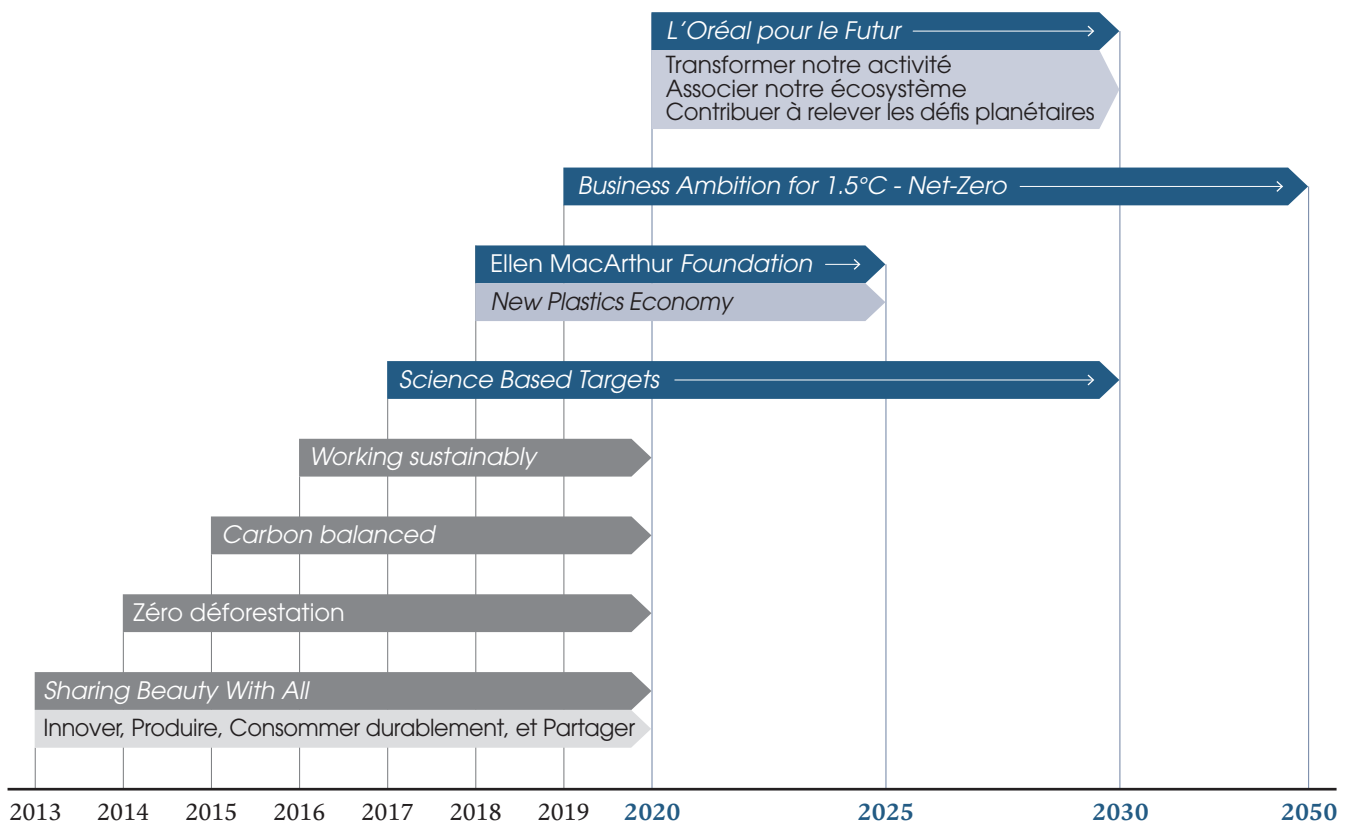 L’Oréal pour le Futur
Transformer notre activité
Associer notre écosystème
Contribuer à relever les défis planétaires
Business Ambition for 1.5°C - Net-Zero
Ellen MacArthur Foundation
New Plastics Economy
Science Based Targets
Working sustainably
Carbon balanced
Zéro déforestation
Sharing Beauty With All
Innover, Produire, Consommer durablement, et Partager
2013 2014 2015 2016 2017 2018 2019 2020 2025 2030 2050